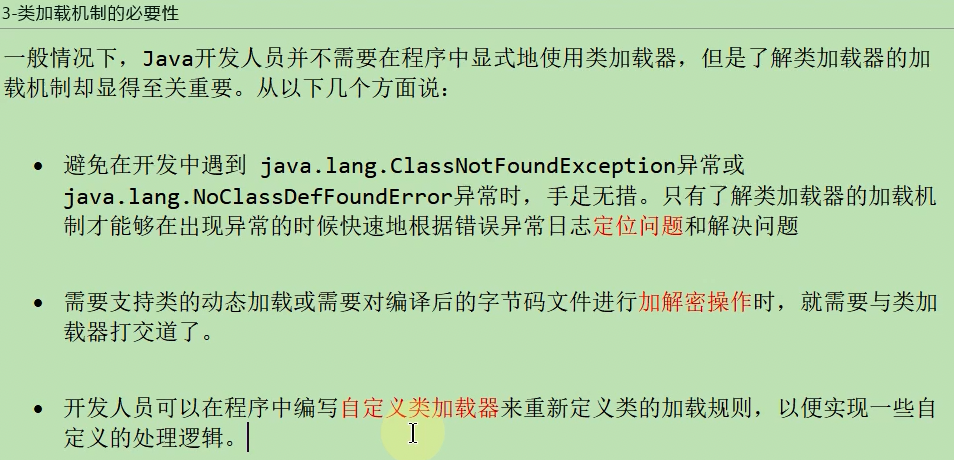 3-类加载机制的必要性
一般情况下，Java开发人员并不需要在程序中显式地使用类加载器，但是了解类加载器的加
载机制却显得至关重要。从以下几个方面说：
• 避免在开发中遇到 java.lang.ClassNotFoundException异常或
java.lang.NoClassDefFoundError异常时，手足无措。只有了解类加载器的加载机
制才能够在出现异常的时候快速地根据错误异常日志定位问题和解决问题
• 需要支持类的动态加载或需要对编译后的字节码文件进行加解密操作时，就需要与类加
载器打交道了。
• 开发人员可以在程序中编写自定义类加载器来重新定义类的加载规则，以便实现一些自
定义的处理逻辑。